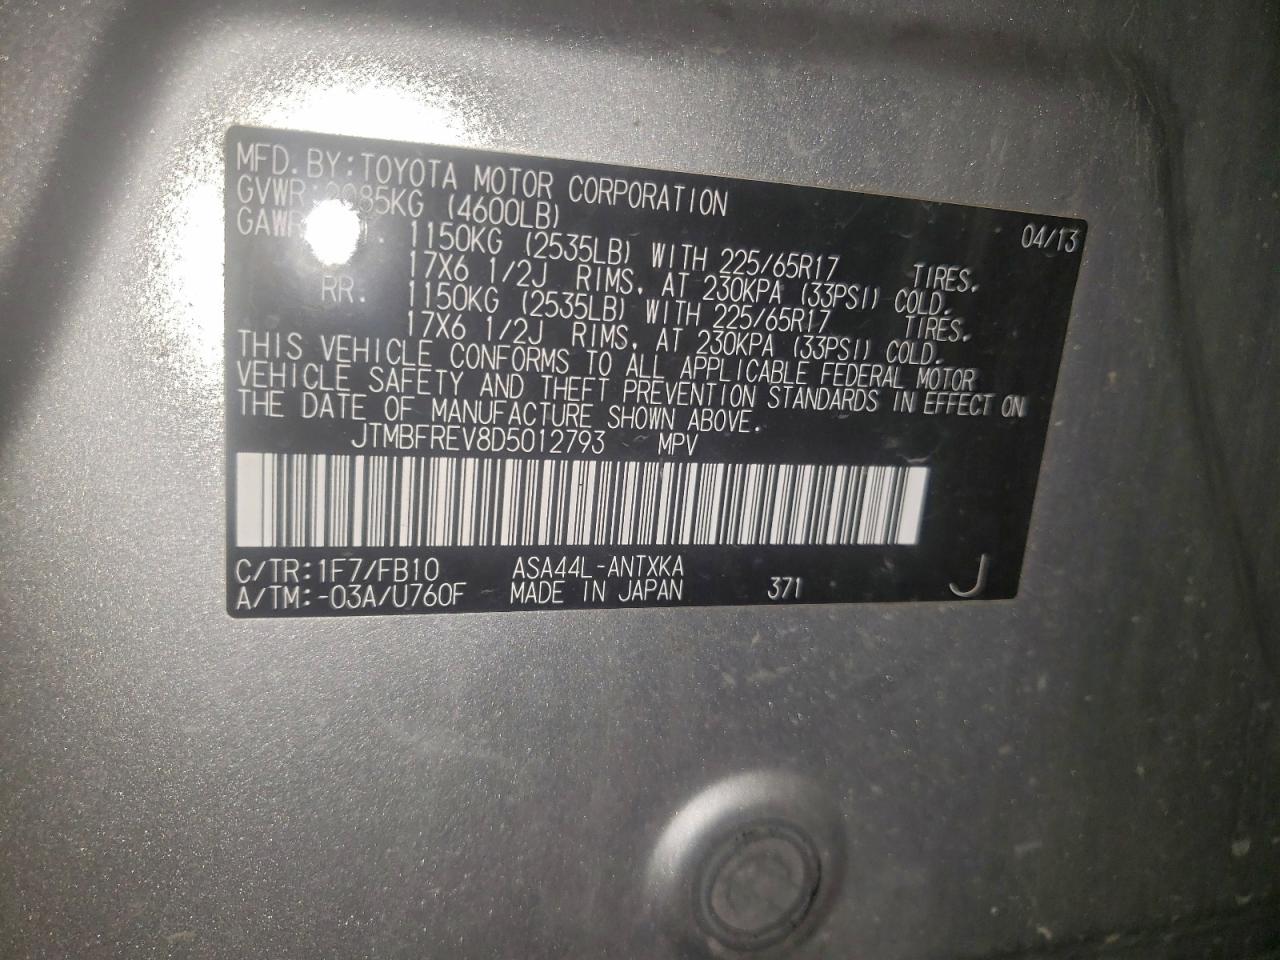 MFD. BY: TOYOTA MOTOR CORPORATION 04/13
(4600LB)
1150KG (2535LB) WITH 225/65R17 TIRES,
17X6 1/2J RIMS, AT 230KPA (33PSI) COLD.
RR. 1150KG (2535LB) WITH 225/65R17 TIRES,
17X6 1/2J RIMS, AT 230KPA (33PSI) COLD.
THIS VEHICLE CONFORMS TO ALL APPLICABLE FEDERAL MOTOR
VEHICLE SAFETY AND THEFT PREVENTION STANDARDS IN EFFECT ON
THE DATE OF MANUFACTURE SHOWN ABOVE.
JTMBFREV8D5012793 MPV
C/TR:1F7/FB10 ASA44L-ANTXKA
A/TM:-03A/U760F MADE IN JAPAN 371 J